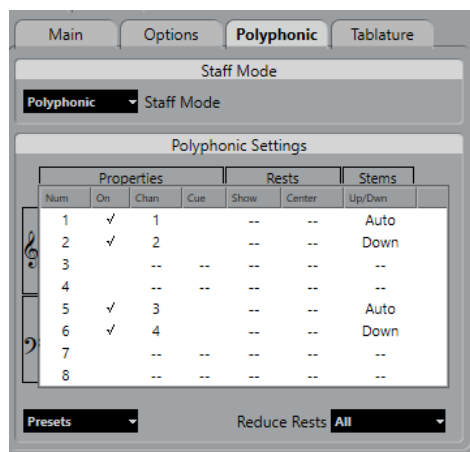 Main Options Polyphonic Tablature
Staff Mode
Polyphonic Staff Mode
Polyphonic Settings
Properties Rests Stems
Num On Chan Cue Show Center Up/Dwn
1 √ 1 -- -- Auto
2 √ 2 -- -- Down
3 -- -- -- -- --
4 -- -- -- -- --
5 √ 3 -- -- Auto
6 √ 4 -- -- Down
7 -- -- -- -- --
8 -- -- -- -- --
Presets Reduce Rests All